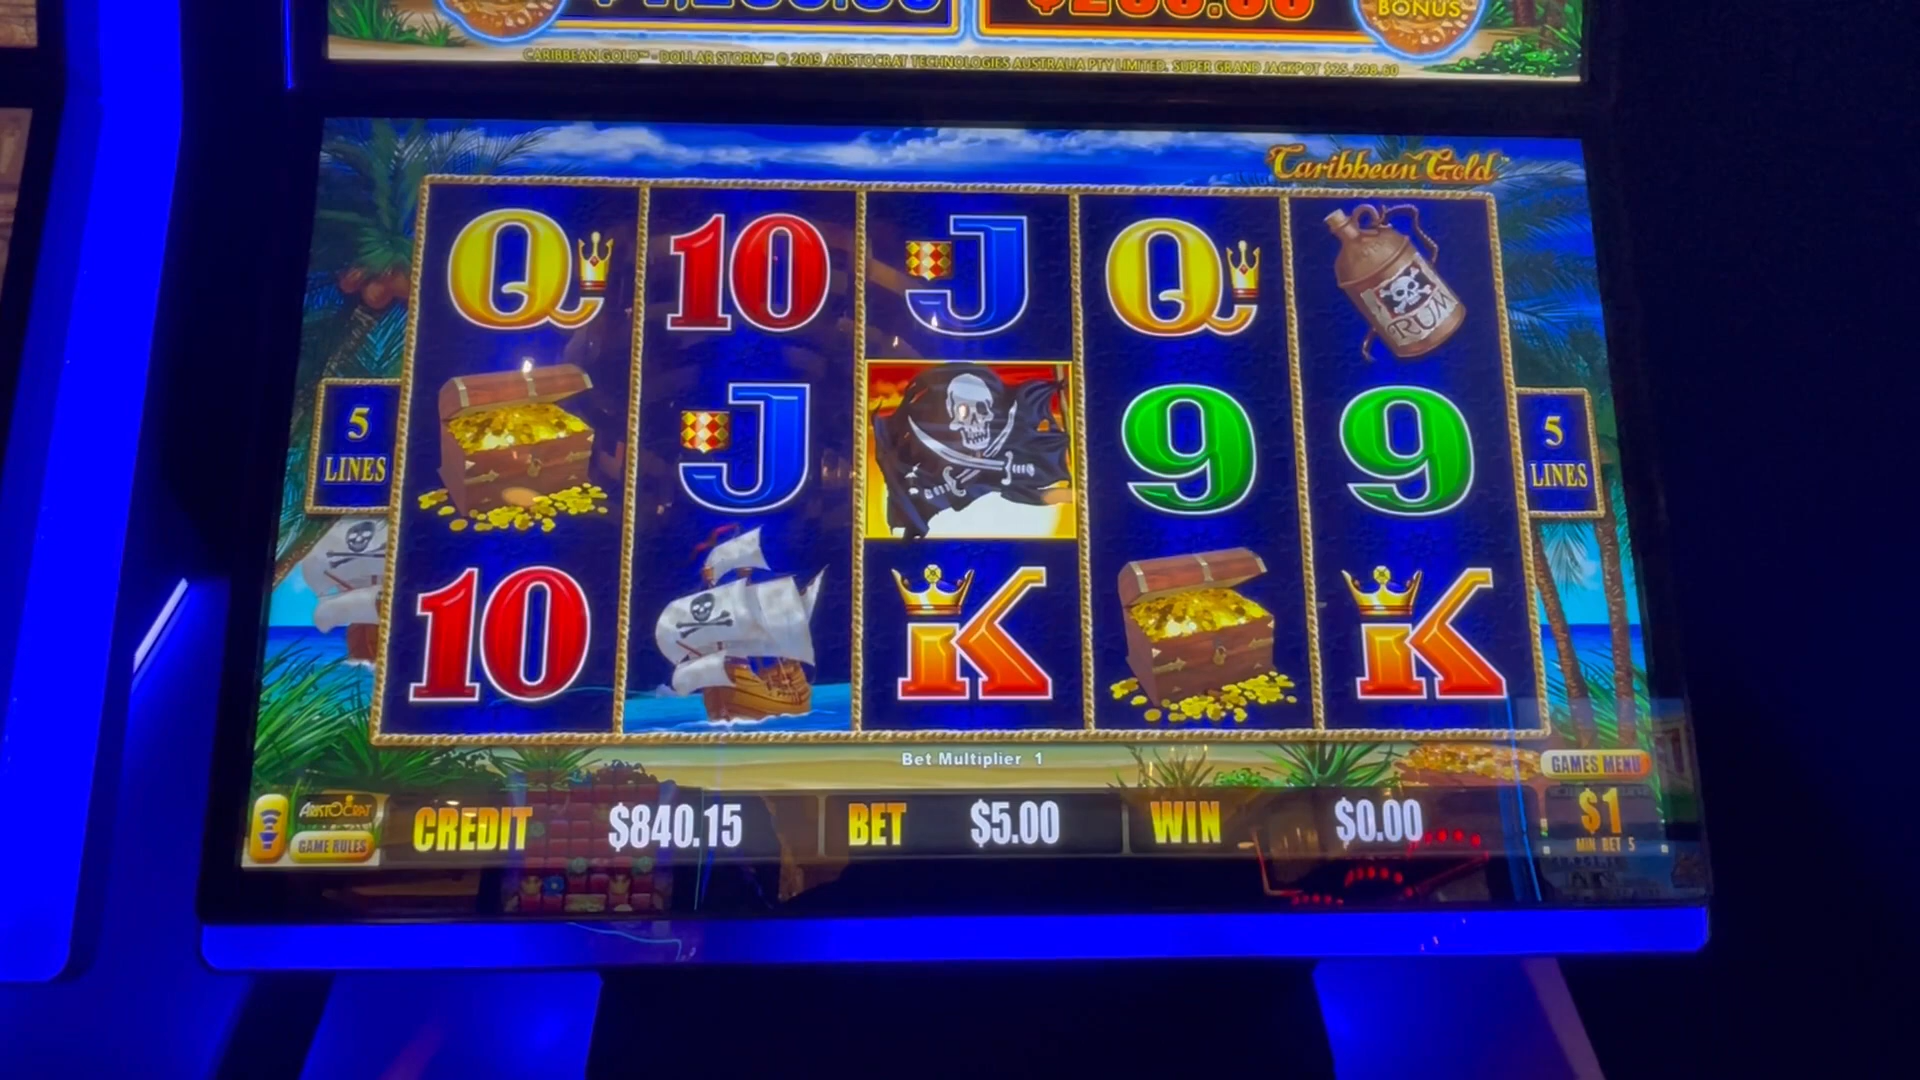 BONUS
CARIBBEAN GOLD™ - DOLLAR STORM™ © 2019 ARISTOCRAT TECHNOLOGIES AUSTRALIA PTY LIMITED. SUPER GRAND JACKPOT $25,298.60
Caribbean Gold™
Q 10 J Q
RUM
5 LINES
J 9 9
5 LINES
10 K K
Bet Multiplier 1
GAMES MENU
ARISTOCRAT
GAME RULES
CREDIT $840.15 BET $5.00 WIN $0.00
$1
MIN BET 5